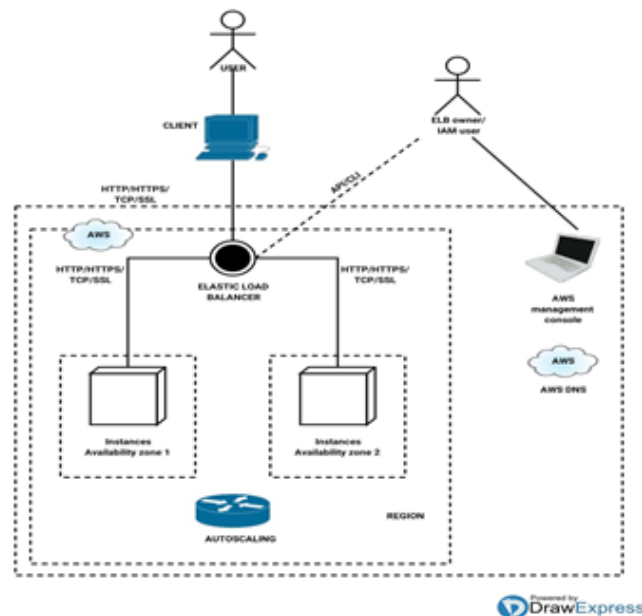 USER
CLIENT
ELB owner/
IAM user
API/CLI
HTTP/HTTPS/
TCP/SSL
AWS
HTTP/HTTPS/
TCP/SSL
HTTP/HTTPS/
TCP/SSL
ELASTIC LOAD
BALANCER
AWS
management
console
AWS
AWS DNS
Instances
Availability zone 1
Instances
Availability zone 2
REGION
AUTOSCALING
Powered by
DrawExpress